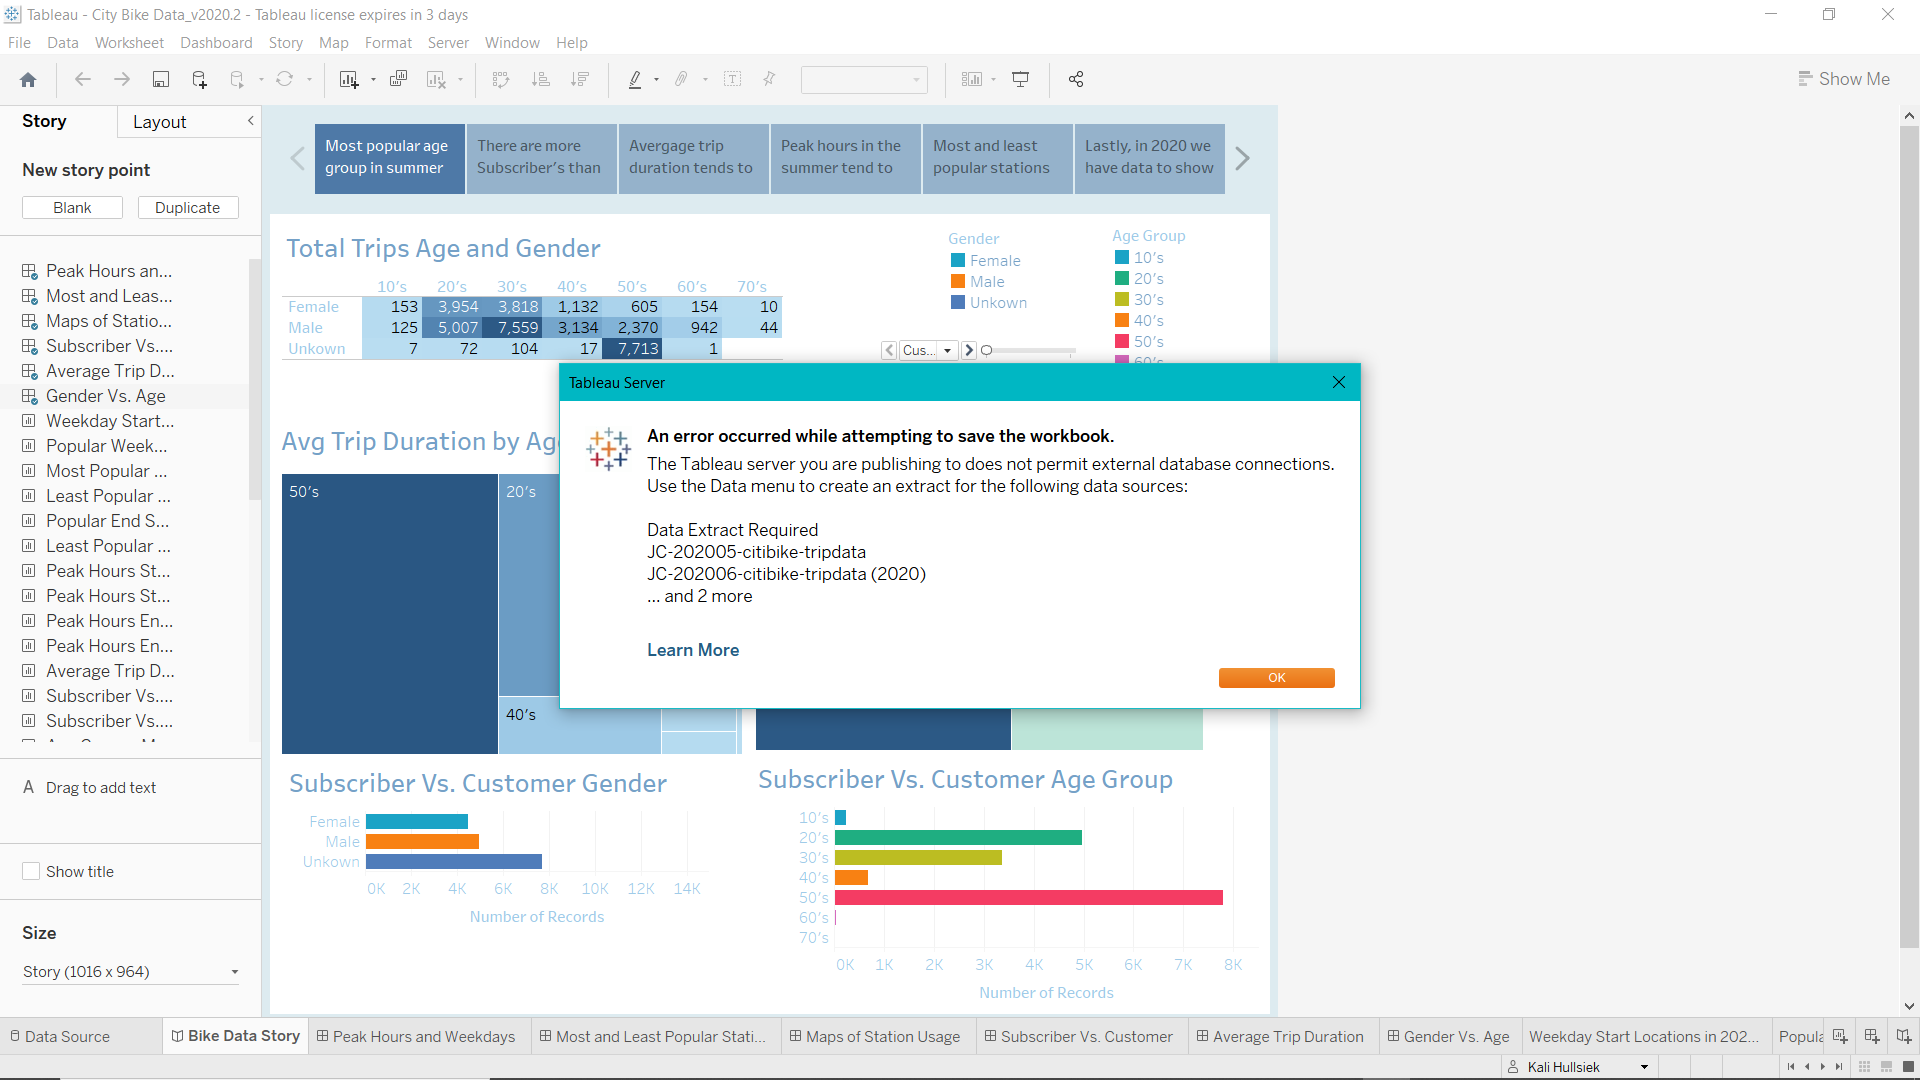 Tableau - City Bike Data_v2020.2 - Tableau license expires in 3 days
File Data Worksheet Dashboard Story Map Format Server Window Help
Show Me
Story
Layout
New story point
Blank
Duplicate
Peak Hours an...
Most and Leas...
Maps of Statio...
Subscriber Vs....
Average Trip D...
Gender Vs. Age
Weekday Start...
Popular Week...
Most Popular ...
Least Popular ...
Popular End S...
Least Popular ...
Peak Hours St...
Peak Hours St...
Peak Hours En...
Peak Hours En...
Average Trip D...
Subscriber Vs....
Subscriber Vs....
A Drag to add text
Show title
Size
Story (1016 x 964)
Most popular age
group in summer
There are more
Subscriber's than
Avergage trip
duration tends to
Peak hours in the
summer tend to
Most and least
popular stations
Lastly, in 2020 we
have data to show
Total Trips Age and Gender
10's 20's 30's 40's 50's 60's 70's
Female 153 3,954 3,818 1,132 605 154 10
Male 125 5,007 7,559 3,134 2,370 942 44
Unkown 7 72 104 17 7,713 1
Gender
Female
Male
Unkown
Age Group
10's
20's
30's
40's
50's
60's
Cus...
Avg Trip Duration by Ag
50's
20's
40's
Tableau Server
An error occurred while attempting to save the workbook.
The Tableau server you are publishing to does not permit external database connections.
Use the Data menu to create an extract for the following data sources:
Data Extract Required
JC-202005-citibike-tripdata
JC-202006-citibike-tripdata (2020)
... and 2 more
Learn More
OK
Subscriber Vs. Customer Gender
Female
Male
Unkown
0K 2K 4K 6K 8K 10K 12K 14K
Number of Records
Subscriber Vs. Customer Age Group
10's
20's
30's
40's
50's
60's
70's
0K 1K 2K 3K 4K 5K 6K 7K 8K
Number of Records
Data Source
Bike Data Story
Peak Hours and Weekdays
Most and Least Popular Stati...
Maps of Station Usage
Subscriber Vs. Customer
Average Trip Duration
Gender Vs. Age
Weekday Start Locations in 202...
Popula
Kali Hullsiek